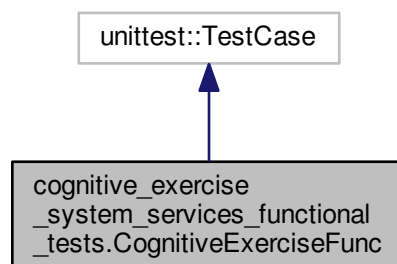 unittest::TestCase
cognitive_exercise
_system_services_functional
_tests.CognitiveExerciseFunc